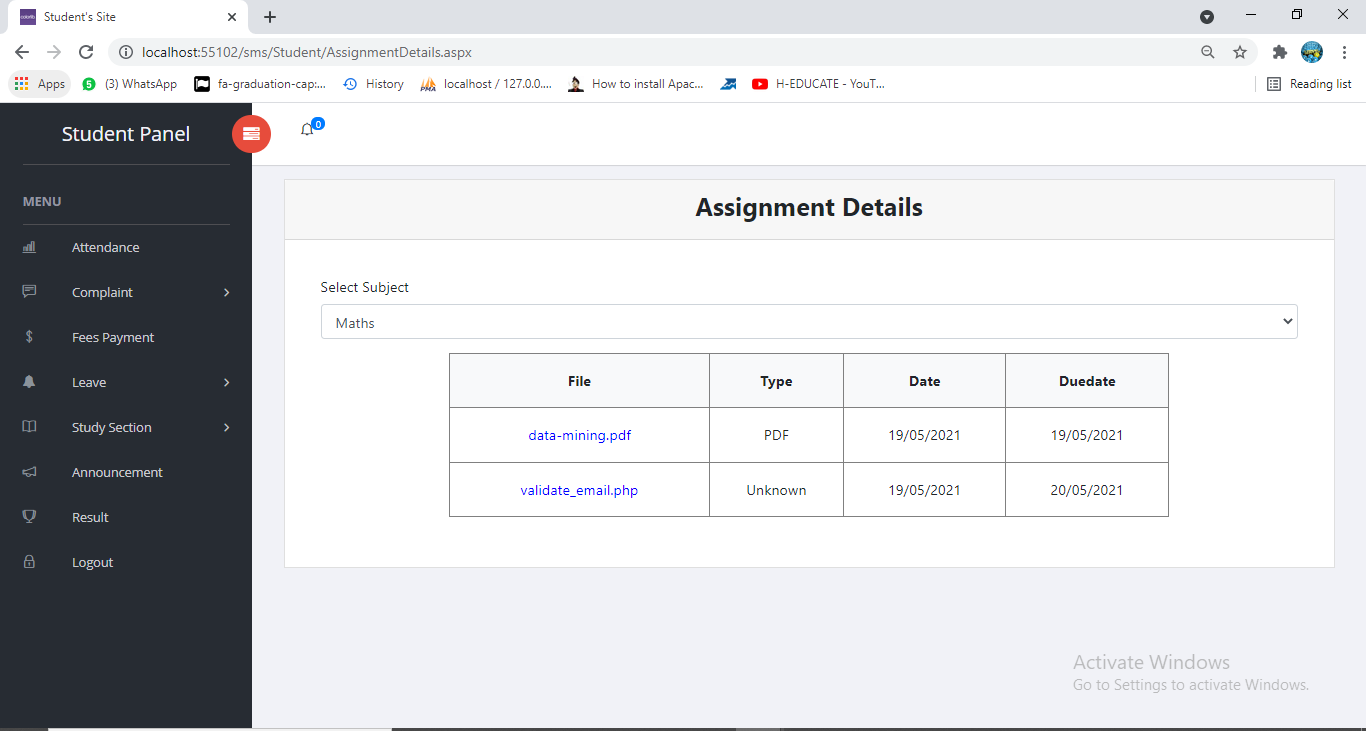 Student's Site
localhost:55102/sms/Student/AssignmentDetails.aspx
Apps
(3) WhatsApp
fa-graduation-cap:...
History
localhost / 127.0.0....
How to install Apac...
H-EDUCATE - YouT...
Reading list
Student Panel
0
MENU
Attendance
Complaint
Fees Payment
Leave
Study Section
Announcement
Result
Logout
Assignment Details
Select Subject
Maths
File Type Date Duedate
data-mining.pdf PDF 19/05/2021 19/05/2021
validate_email.php Unknown 19/05/2021 20/05/2021
Activate Windows
Go to Settings to activate Windows.